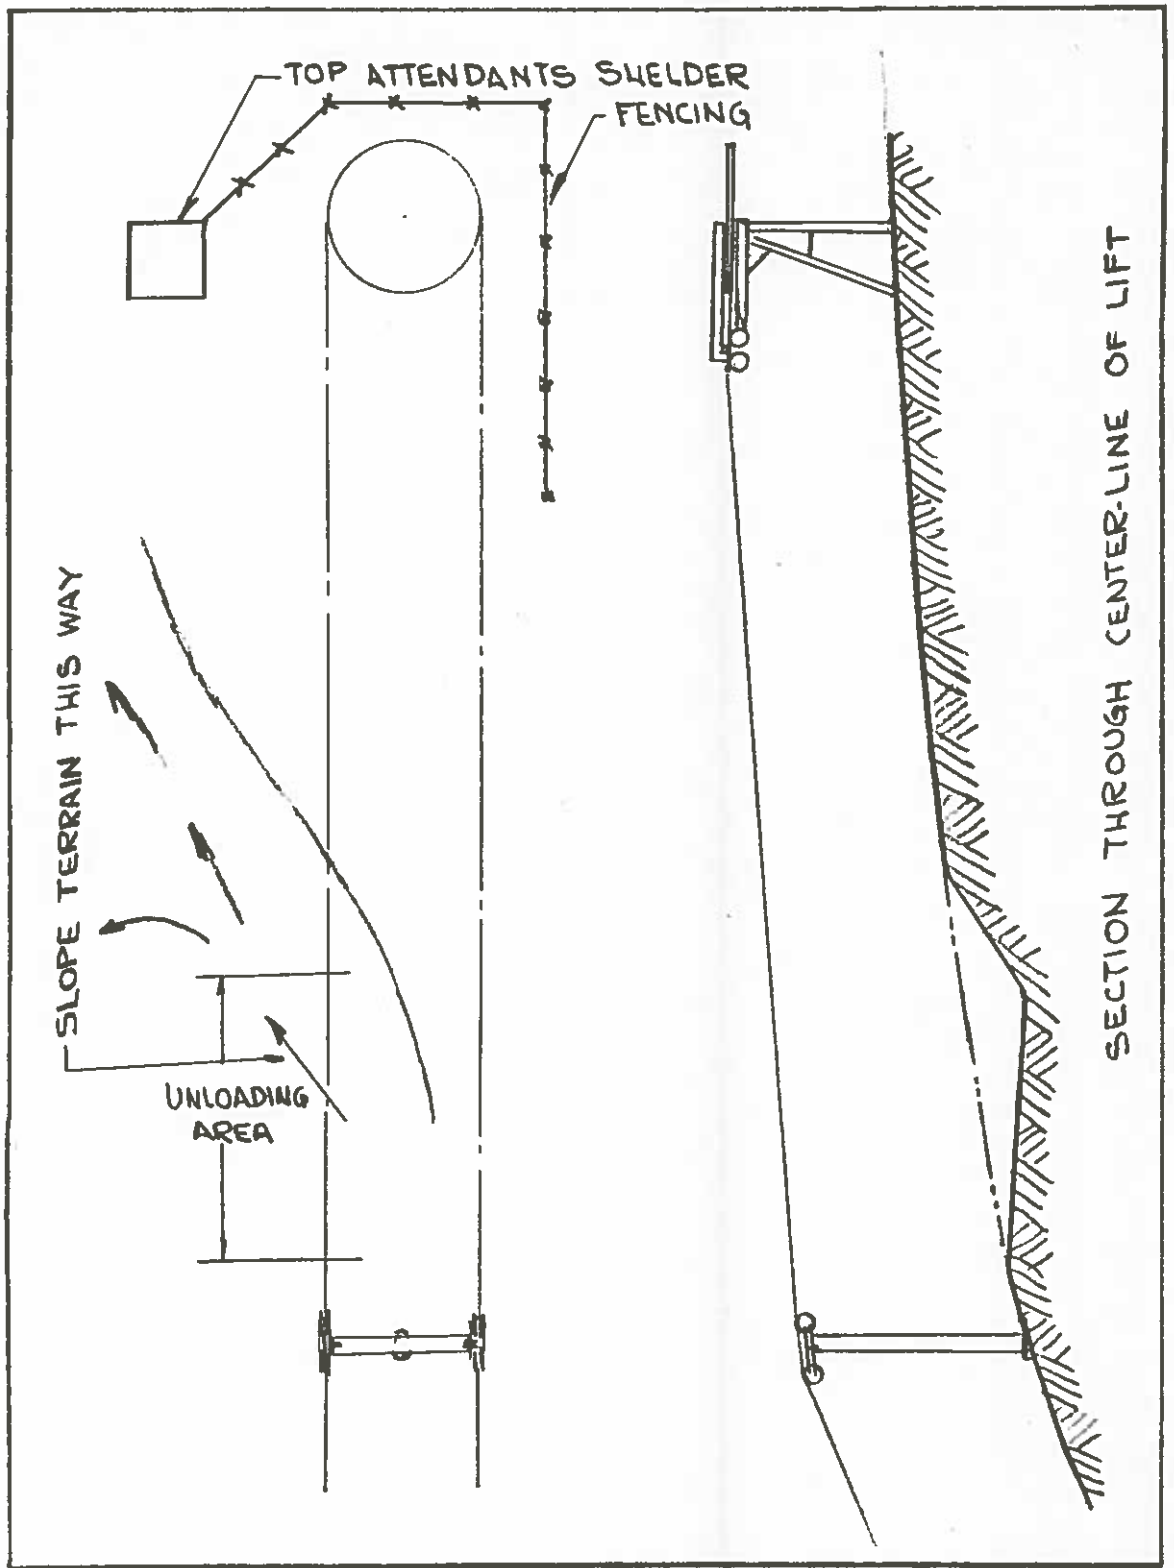 TOP ATTENDANTS SHELDER
FENCING
SLOPE TERRAIN THIS WAY
UNLOADING
AREA
SECTION THROUGH CENTER-LINE OF LIFT